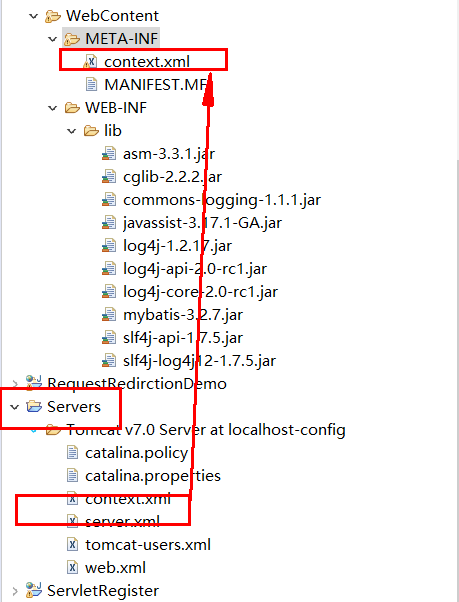 WebContent
META-INF
context.xml
MANIFEST.MF
WEB-INF
lib
asm-3.3.1.jar
cglib-2.2.2.jar
commons-logging-1.1.1.jar
javassist-3.17.1-GA.jar
log4j-1.2.17.jar
log4j-api-2.0-rc1.jar
log4j-core-2.0-rc1.jar
mybatis-3.2.7.jar
slf4j-api-1.7.5.jar
slf4j-log4j12-1.7.5.jar
RequestRedirctionDemo
Servers
Tomcat v7.0 Server at localhost-config
catalina.policy
catalina.properties
context.xml
server.xml
tomcat-users.xml
web.xml
ServletRegister